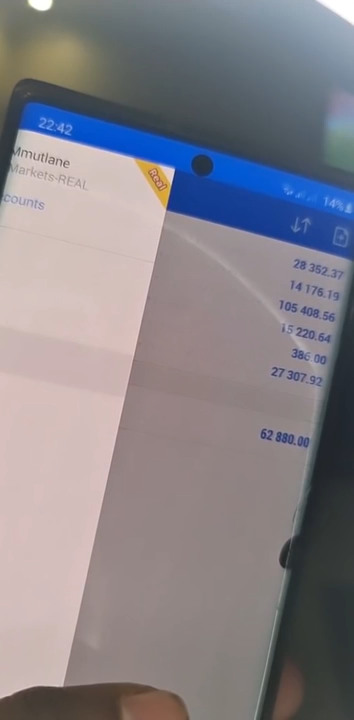 22:42
14%
Mmutlane
Markets-REAL
Real
counts
28 352.37
14 176.19
105 408.56
15 220.64
386.00
27 307.92
62 880.00